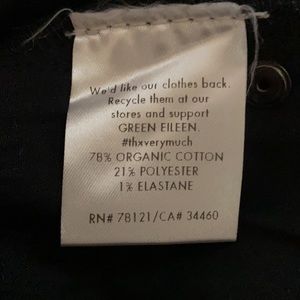 We'd like our clothes back.
Recycle them at our
stores and support
GREEN EILEEN.
#thxverymuch
78% ORGANIC COTTON
21% POLYESTER
1% ELASTANE
RN# 78121/CA# 34460